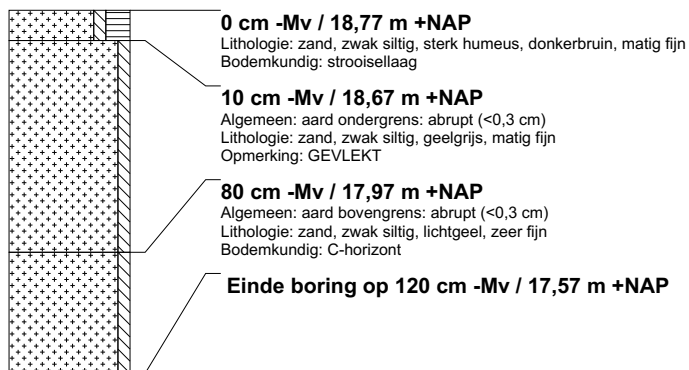 0 cm -Mv / 18,77 m +NAP
Lithologie: zand, zwak siltig, sterk humeus, donkerbruin, matig fijn
Bodemkundig: strooisellaag
10 cm -Mv / 18,67 m +NAP
Algemeen: aard ondergrens: abrupt (<0,3 cm)
Lithologie: zand, zwak siltig, geelgrijs, matig fijn
Opmerking: GEVLEKT
80 cm -Mv / 17,97 m +NAP
Algemeen: aard bovengrens: abrupt (<0,3 cm)
Lithologie: zand, zwak siltig, lichtgeel, zeer fijn
Bodemkundig: C-horizont
Einde boring op 120 cm -Mv / 17,57 m +NAP